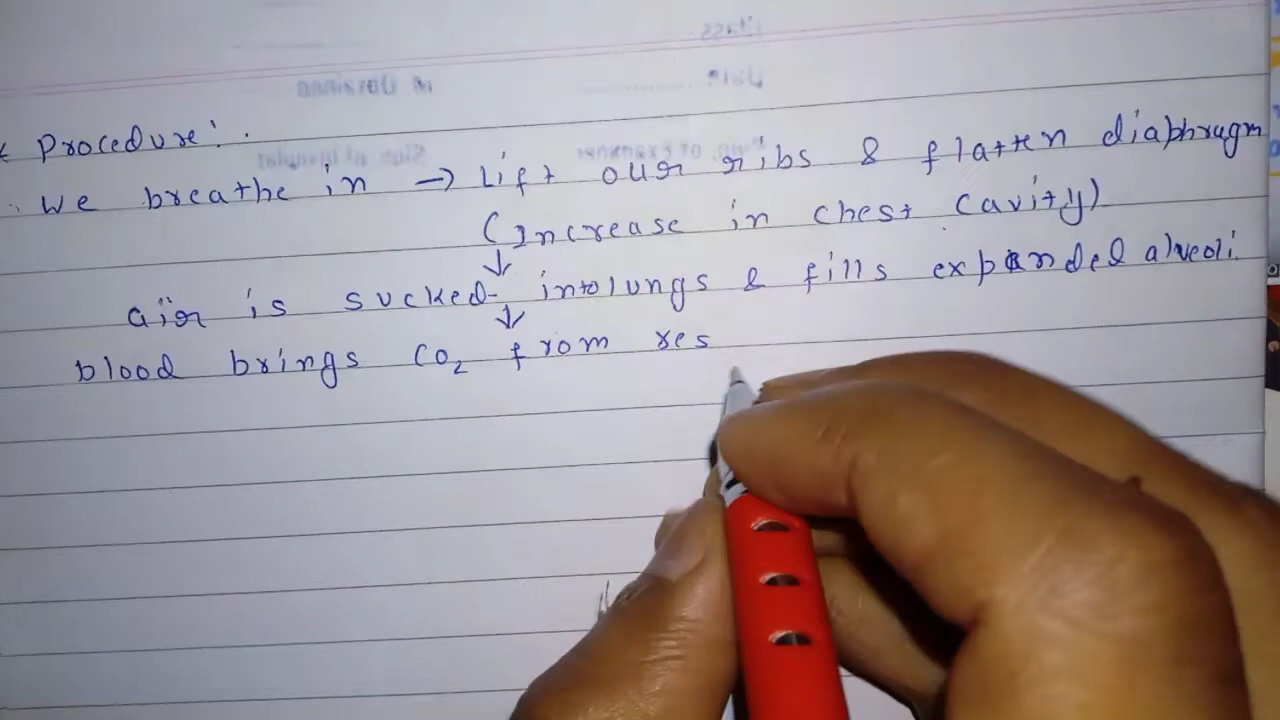 Procedure :
We breathe in → Lift our ribs & flatten diaphragm
(Increase in chest cavity)
↓
air is sucked into lungs & fills expanded alveoli.
↓
blood brings CO₂ from res